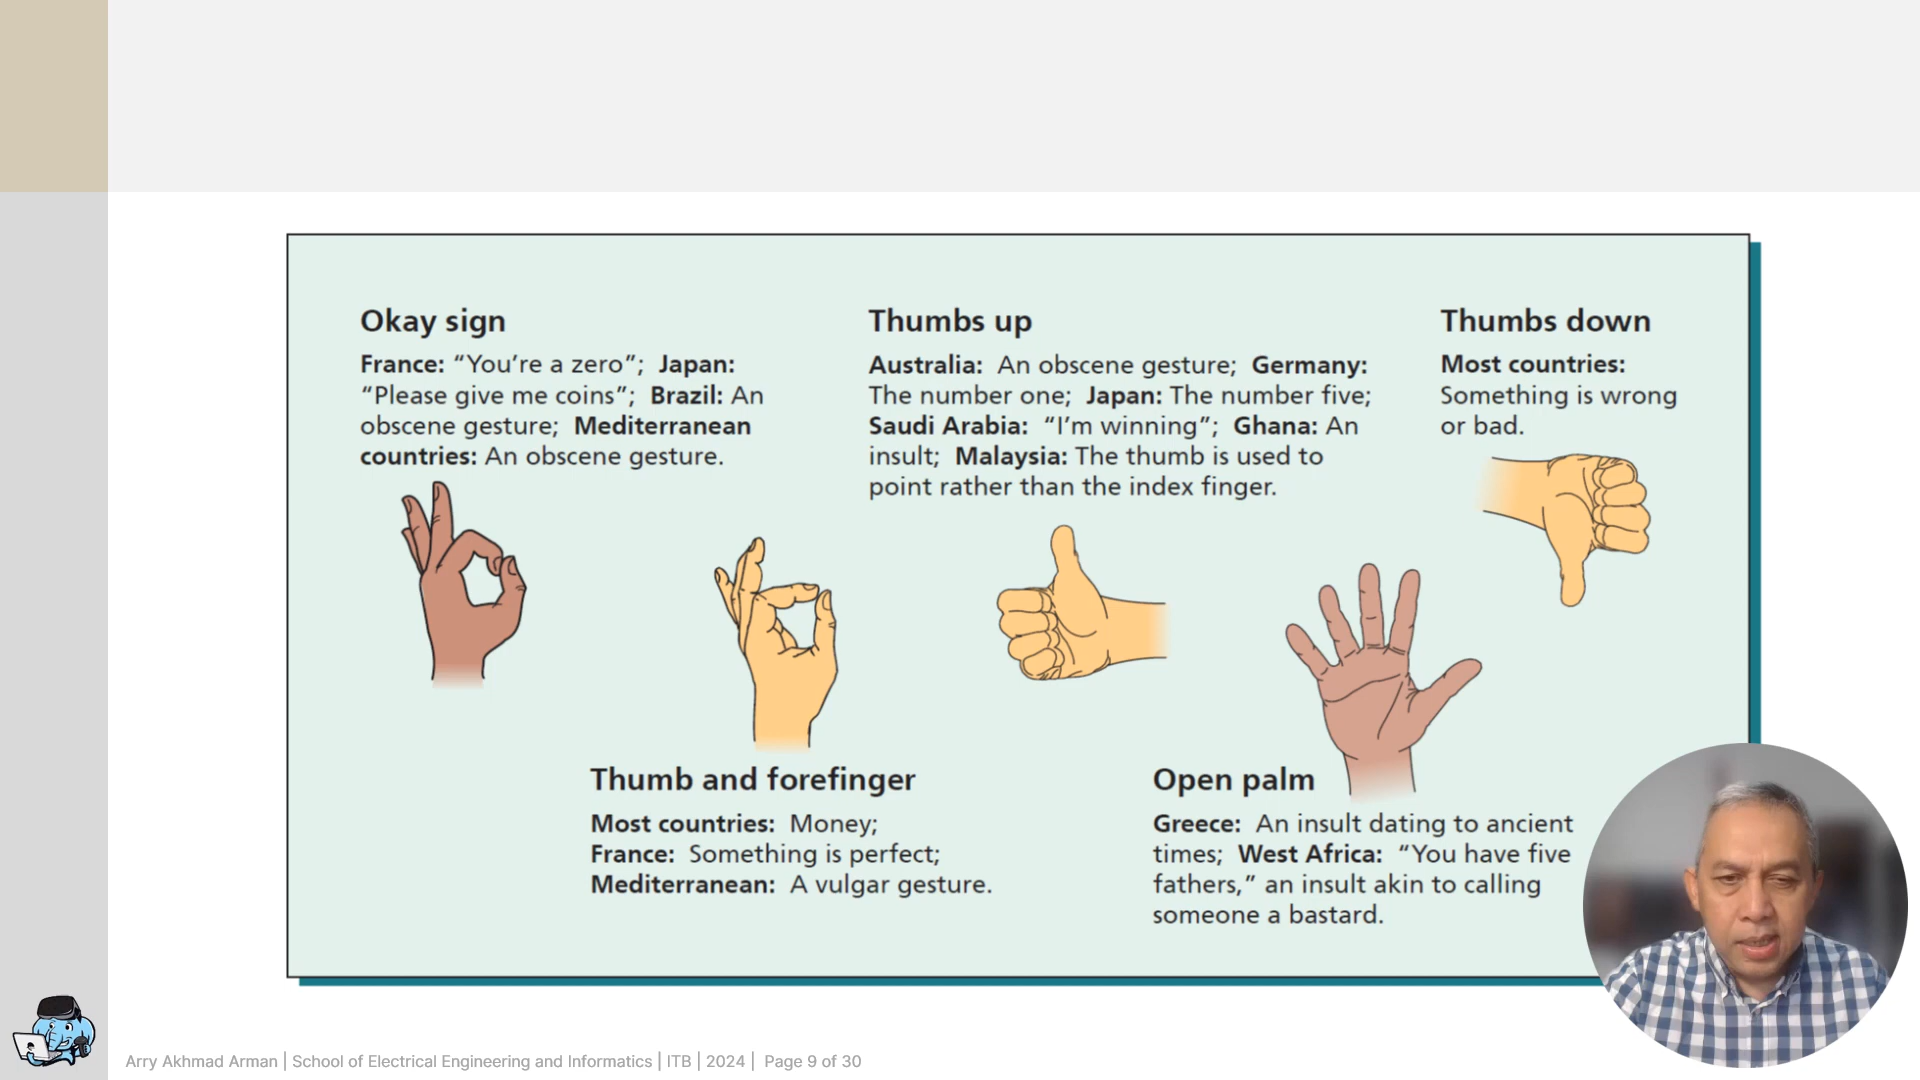 Okay sign
France: “You’re a zero”; Japan:
“Please give me coins”; Brazil: An
obscene gesture; Mediterranean
countries: An obscene gesture.
Thumbs up
Australia: An obscene gesture; Germany:
The number one; Japan: The number five;
Saudi Arabia: “I’m winning”; Ghana: An
insult; Malaysia: The thumb is used to
point rather than the index finger.
Thumbs down
Most countries:
Something is wrong
or bad.
Thumb and forefinger
Most countries: Money;
France: Something is perfect;
Mediterranean: A vulgar gesture.
Open palm
Greece: An insult dating to ancient
times; West Africa: “You have five
fathers,” an insult akin to calling
someone a bastard.
Arry Akhmad Arman | School of Electrical Engineering and Informatics | ITB | 2024 | Page 9 of 30